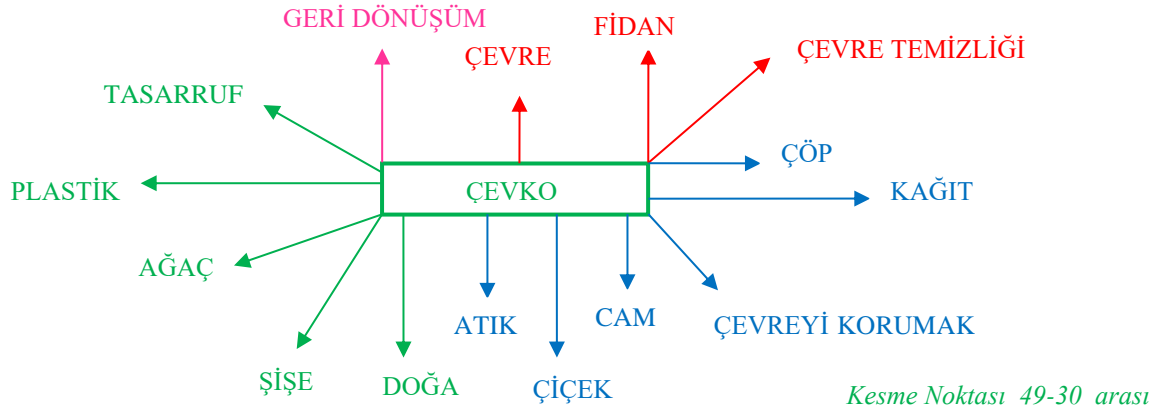 GERİ DÖNÜŞÜM
FİDAN
ÇEVRE
ÇEVRE TEMİZLİĞİ
TASARRUF
ÇÖP
PLASTİK
ÇEVKO
KAĞIT
AĞAÇ
ATIK
CAM
ÇEVREYİ KORUMAK
ŞİŞE
DOĞA
ÇİÇEK
Kesme Noktası 49-30 arası